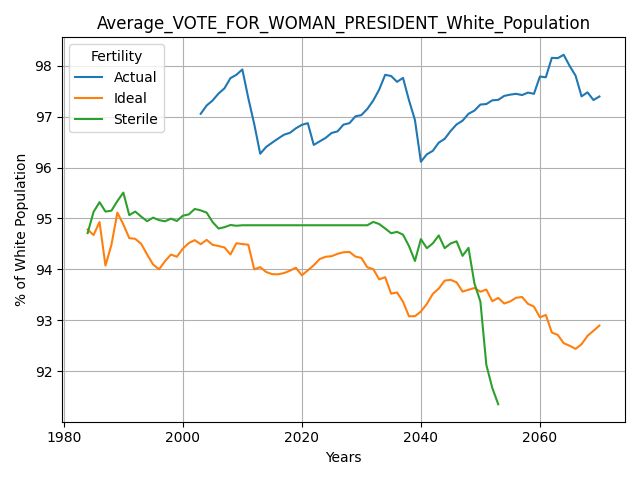 Average_VOTE_FOR_WOMAN_PRESIDENT_White_Population
Fertility
Actual
Ideal
Sterile
% of White Population
98
97
96
95
94
93
92
1980
2000
2020
2040
2060
Years